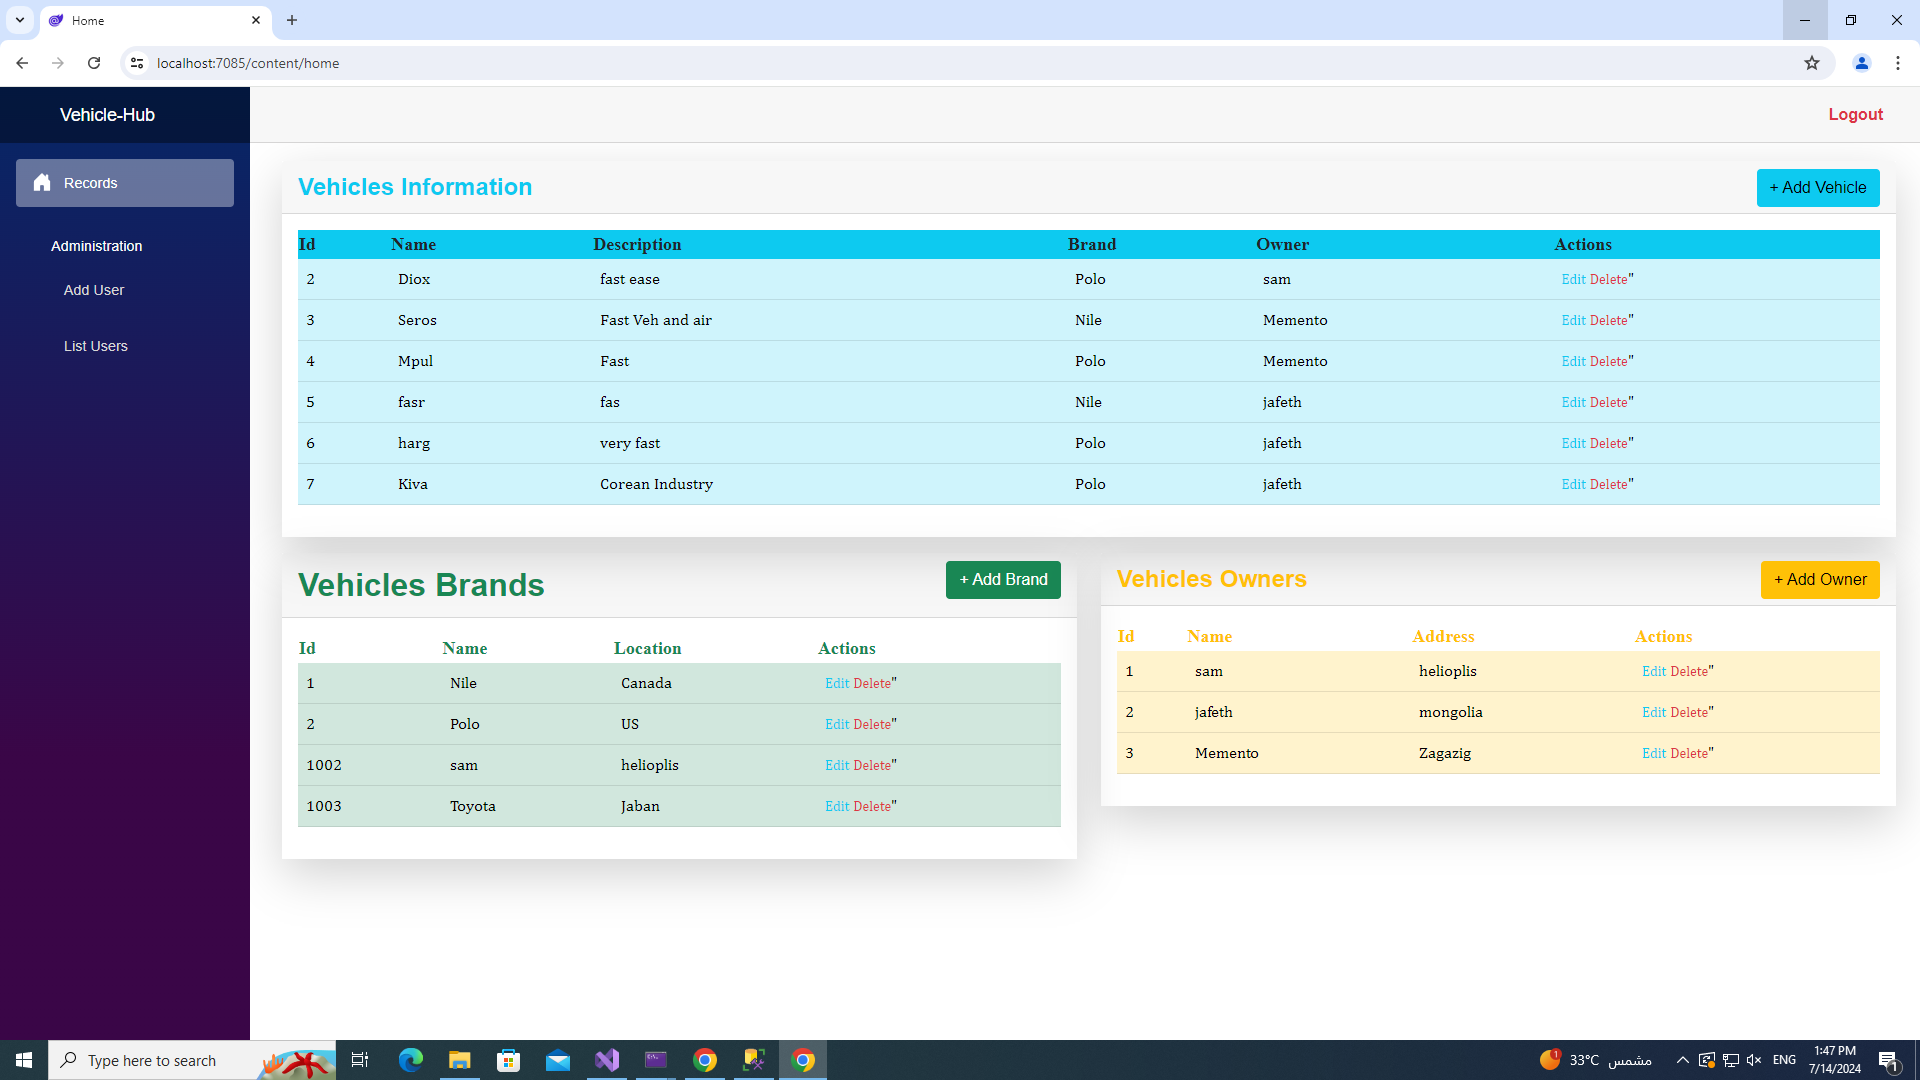 Home
localhost:7085/content/home
Vehicle-Hub
Logout
Records
Administration
Add User
List Users
Vehicles Information
+ Add Vehicle
Id Name Description Brand Owner Actions
2 Diox fast ease Polo sam Edit Delete"
3 Seros Fast Veh and air Nile Memento Edit Delete"
4 Mpul Fast Polo Memento Edit Delete"
5 fasr fas Nile jafeth Edit Delete"
6 harg very fast Polo jafeth Edit Delete"
7 Kiva Corean Industry Polo jafeth Edit Delete"
Vehicles Brands
+ Add Brand
Id Name Location Actions
1 Nile Canada Edit Delete"
2 Polo US Edit Delete"
1002 sam helioplis Edit Delete"
1003 Toyota Jaban Edit Delete"
Vehicles Owners
+ Add Owner
Id Name Address Actions
1 sam helioplis Edit Delete"
2 jafeth mongolia Edit Delete"
3 Memento Zagazig Edit Delete"
Type here to search
1
33°C مشمس
ENG
1:47 PM
7/14/2024
1